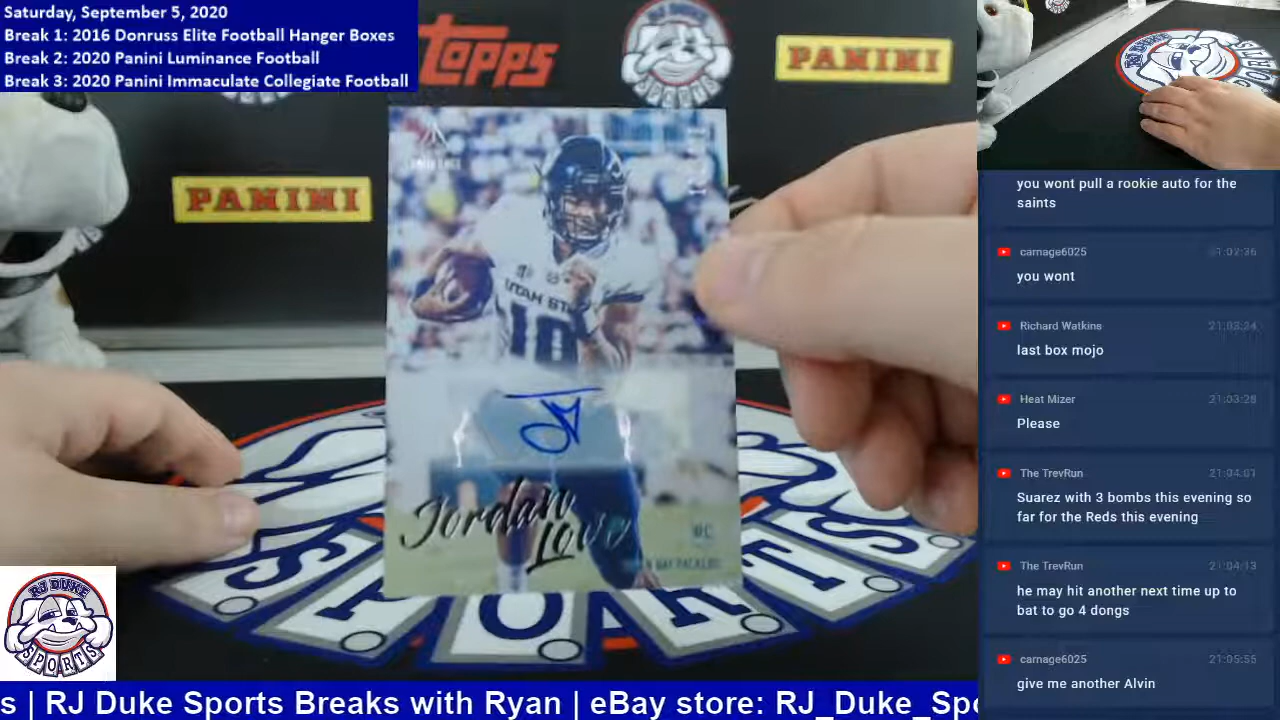 Saturday, September 5, 2020
Break 1: 2016 Donruss Elite Football Hanger Boxes
Break 2: 2020 Panini Luminance Football
Break 3: 2020 Panini Immaculate Collegiate Football
TOPPS
PANINI
PANINI
UTAH ST
10
Jordan
Love
RC
BAY PACKERS
SPORTS
RJ DUKE
SPORTS
s | RJ Duke Sports Breaks with Ryan | eBay store: RJ_Duke_Spo
you wont pull a rookie auto for the
saints
carnage6025 21:02:36
you wont
Richard Watkins 21:03:24
last box mojo
Heat Mizer 21:03:28
Please
The TrevRun 21:04:01
Suarez with 3 bombs this evening so
far for the Reds this evening
The TrevRun 21:04:13
he may hit another next time up to
bat to go 4 dongs
carnage6025 21:05:55
give me another Alvin